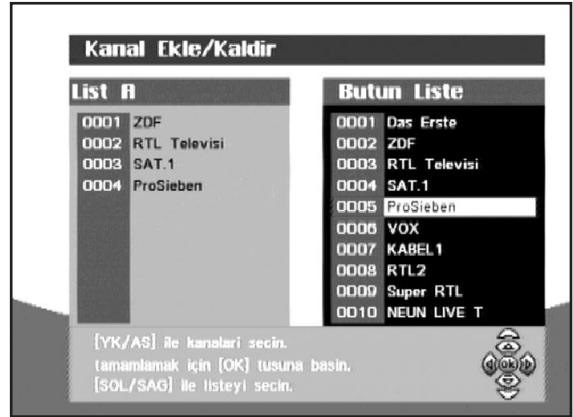 Kanal Ekle/Kaldir
List A
0001 ZDF
0002 RTL Televisi
0003 SAT.1
0004 ProSieben
Butun Liste
0001 Das Erste
0002 ZDF
0003 RTL Televisi
0004 SAT.1
0005 ProSieben
0006 VOX
0007 KABEL1
0008 RTL2
0009 Super RTL
0010 NEUN LIVE T
[YK/AS] ile kanalari secin.
tamamlamak için [OK] tusuna basin.
[SOL/SAG] ile listeyi secin.
ok